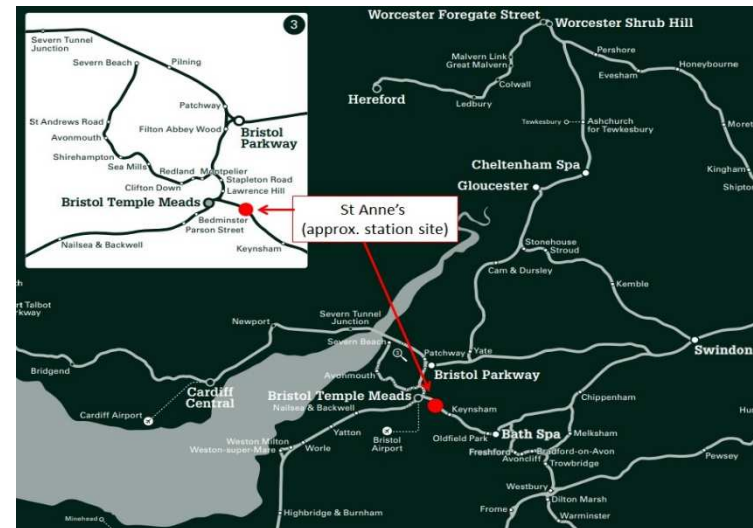 3
Severn Tunnel
Junction
Severn Beach
Pilning
Patchway
St Andrews Road
Avonmouth
Filton Abbey Wood
Bristol
Parkway
Shirehampton
Sea Mills
Redland
Montpelier
Clifton Down
Stapleton Road
Lawrence Hill
Bristol Temple Meads
Bedminster
Parson Street
Nailsea & Backwell
Keynsham
St Anne's
(approx. station site)
Worcester Foregate Street
Worcester Shrub Hill
Malvern Link
Great Malvern
Colwall
Ledbury
Hereford
Pershore
Evesham
Honeybourne
Tewkesbury
Ashchurch
for Tewkesbury
Kingham
Cheltenham Spa
Gloucester
Stonehouse
Stroud
Cam & Dursley
Kemble
Swindon
Newport
Severn Tunnel
Junction
Severn Beach
3
Patchway
Yate
Bristol Parkway
Avonmouth
Bristol Temple Meads
Nailsea & Backwell
Keynsham
Chippenham
Oldfield Park
Bath Spa
Melksham
Freshford
Bradford-on-Avon
Avoncliff
Trowbridge
Pewsey
Westbury
Dilton Marsh
Warminster
Frome
Talbot
Bridgend
Cardiff
Central
Cardiff Airport
Bristol
Airport
Yatton
Weston Milton
Weston-super-Mare
Worle
Highbridge & Burnham
Minehead